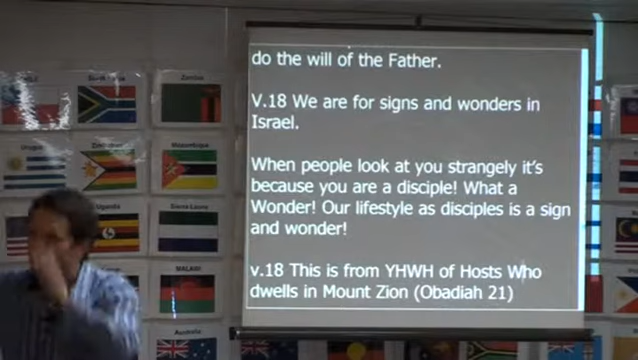 do the will of the Father.
V.18 We are for signs and wonders in
Israel.
When people look at you strangely it's
because you are a disciple! What a
Wonder! Our lifestyle as disciples is a sign
and wonder!
v.18 This is from YHWH of Hosts Who
dwells in Mount Zion (Obadiah 21)
Zambia
Zimbabwe
Mozambique
Uruguay
Uganda
Sierra Leone
MALAWI
Australia